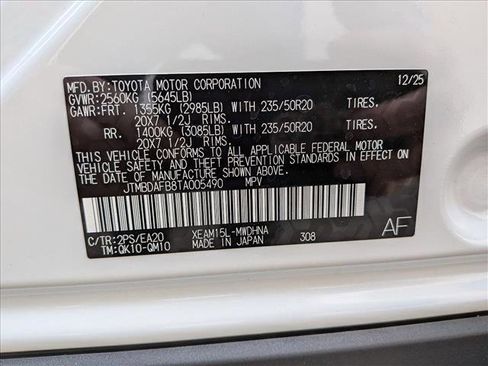 MFD.BY:TOYOTA MOTOR CORPORATION 12/25
GVWR:2560KG (5645LB)
GAWR:FRT. 1355KG (2985LB) WITH 235/50R20 TIRES.
20X7 1/2J RIMS.
RR. 1400KG (3085LB) WITH 235/50R20 TIRES.
20X7 1/2J RIMS.
THIS VEHICLE CONFORMS TO ALL APPLICABLE FEDERAL MOTOR
VEHICLE SAFETY AND THEFT PREVENTION STANDARDS IN EFFECT ON
THE DATE OF MANUFACTURE SHOWN ABOVE.
JTMBDAFB8TA005490 MPV
C/TR:2PS/EA20 XEAM15L-MWDHNA
TM:QK10-QM10 MADE IN JAPAN 308
AF